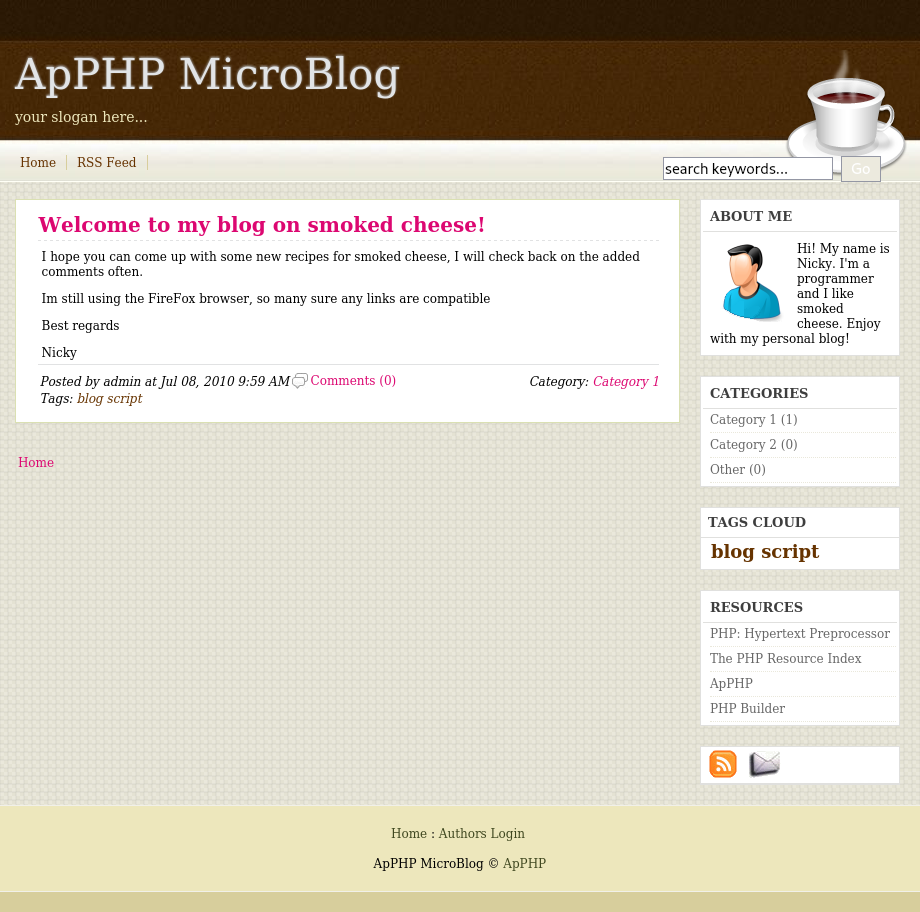 ApPHP MicroBlog
your slogan here...
Home
RSS Feed
search keywords...
Go
Welcome to my blog on smoked cheese!
I hope you can come up with some new recipes for smoked cheese, I will check back on the added
comments often.
Im still using the FireFox browser, so many sure any links are compatible
Best regards
Nicky
Posted by admin at Jul 08, 2010 9:59 AM Comments (0)
Category: Category 1
Tags: blog script
Home
ABOUT ME
Hi! My name is
Nicky. I'm a
programmer
and I like
smoked
cheese. Enjoy
with my personal blog!
CATEGORIES
Category 1 (1)
Category 2 (0)
Other (0)
TAGS CLOUD
blog script
RESOURCES
PHP: Hypertext Preprocessor
The PHP Resource Index
ApPHP
PHP Builder
Home : Authors Login
ApPHP MicroBlog © ApPHP